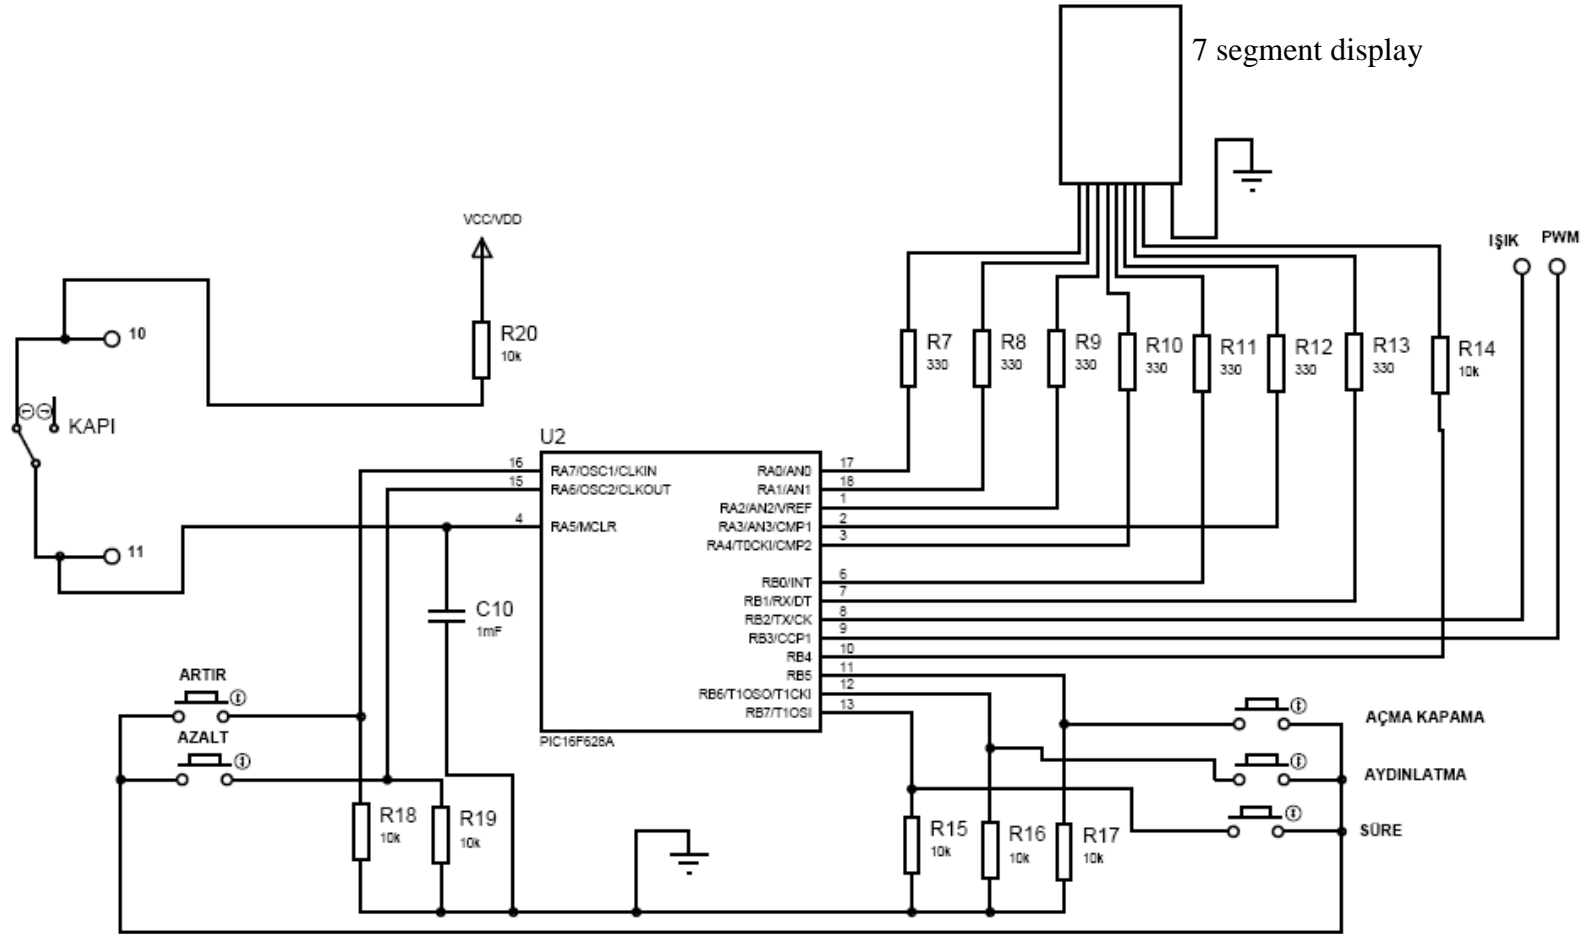 7 segment display
IŞIK
PWM
VCC/VDD
10
R20
10k
R7
330
R8
330
R9
330
R10
330
R11
330
R12
330
R13
330
R14
10k
KAPI
U2
16
RA7/OSC1/CLKIN
15
RA6/OSC2/CLKOUT
4
RA5/MCLR
RA0/AN0
17
RA1/AN1
18
RA2/AN2/VREF
1
RA3/AN3/CMP1
2
RA4/T0CKI/CMP2
3
RB0/INT
6
RB1/RX/DT
7
RB2/TX/CK
8
RB3/CCP1
9
RB4
10
RB5
11
RB6/T1OSO/T1CKI
12
RB7/T1OSI
13
PIC16F628A
11
C10
1mF
ARTIR
AZALT
R18
10k
R19
10k
R15
10k
R16
10k
R17
10k
AÇMA KAPAMA
AYDINLATMA
SÜRE